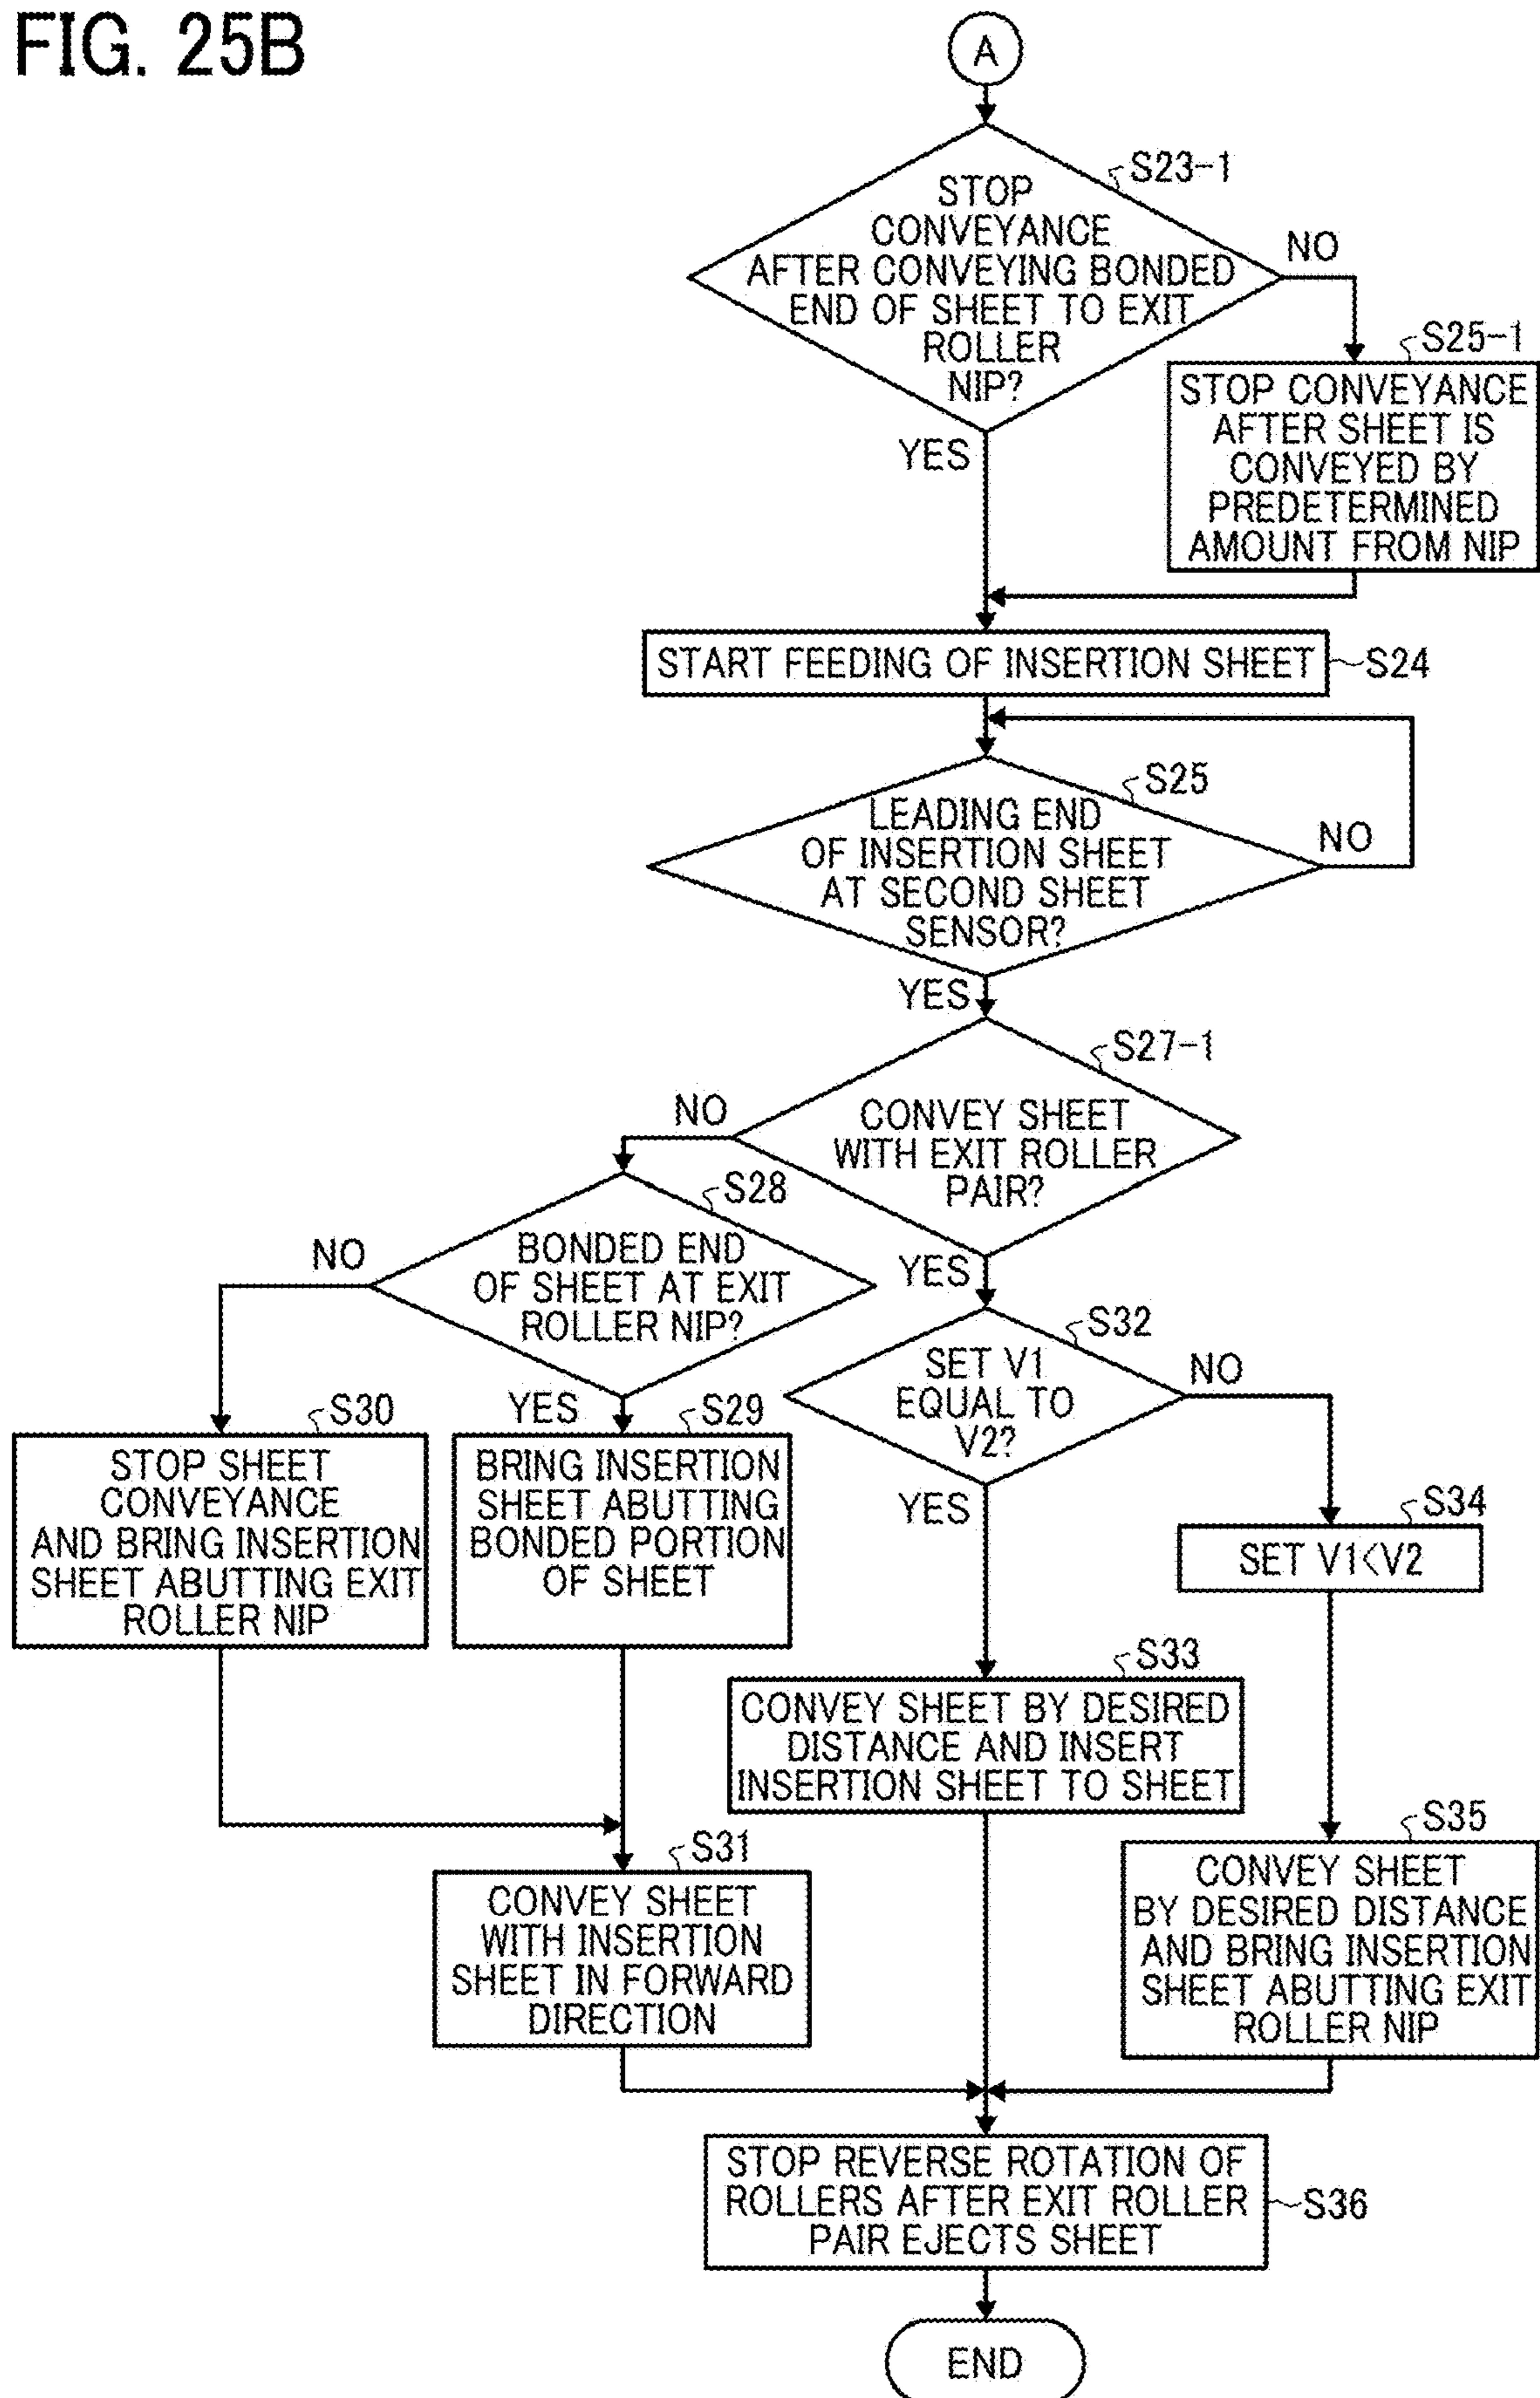 FIG. 25B
A
S23-1
STOP
CONVEYANCE
AFTER CONVEYING BONDED
END OF SHEET TO EXIT
ROLLER
NIP?
NO
YES
S25-1
STOP CONVEYANCE
AFTER SHEET IS
CONVEYED BY
PREDETERMINED
AMOUNT FROM NIP
START FEEDING OF INSERTION SHEET
S24
S25
LEADING END
OF INSERTION SHEET
AT SECOND SHEET
SENSOR?
NO
YES
S27-1
CONVEY SHEET
WITH EXIT ROLLER
PAIR?
NO
YES
S28
BONDED END
OF SHEET AT EXIT
ROLLER NIP?
NO
YES
S32
SET V1
EQUAL TO
V2?
NO
YES
S30
STOP SHEET
CONVEYANCE
AND BRING INSERTION
SHEET ABUTTING EXIT
ROLLER NIP
S29
BRING INSERTION
SHEET ABUTTING
BONDED PORTION
OF SHEET
S34
SET V1<V2
S33
CONVEY SHEET BY DESIRED
DISTANCE AND INSERT
INSERTION SHEET TO SHEET
S31
CONVEY SHEET
WITH INSERTION
SHEET IN FORWARD
DIRECTION
S35
CONVEY SHEET
BY DESIRED DISTANCE
AND BRING INSERTION
SHEET ABUTTING EXIT
ROLLER NIP
STOP REVERSE ROTATION OF
ROLLERS AFTER EXIT ROLLER
PAIR EJECTS SHEET
S36
END